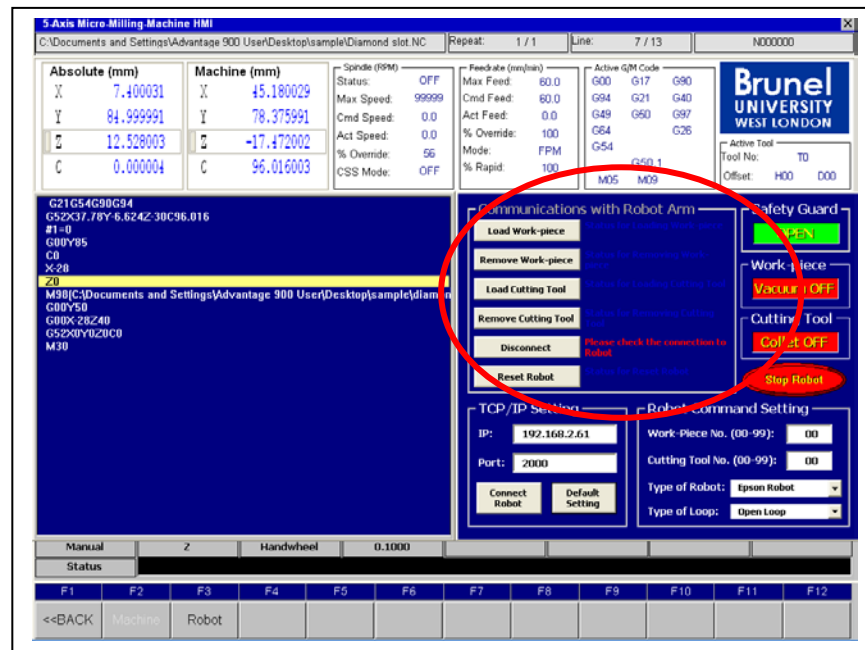 5-Axis Micro-Milling-Machine HMI
C:\Documents and Settings\Advantage 900 User\Desktop\sample\Diamond slot.NC Repeat: 1 / 1 Line: 7 / 13 N000000
Absolute (mm)
X 7.400031
Y 84.999991
Z 12.528003
C 0.000004
Machine (mm)
X 45.180029
Y 78.375991
Z -17.472002
C 96.016003
Spindle (RPM)
Status: OFF
Max Speed: 99999
Cmd Speed: 0.0
Act Speed: 0.0
% Override: 56
CSS Mode: OFF
Feedrate (mm/min)
Max Feed: 60.0
Cmd Feed: 60.0
Act Feed: 0.0
% Override: 100
Mode: FPM
% Rapid: 100
Active G/M Code
G00 G17 G90
G94 G21 G40
G49 G60 G97
G64 G26
G54
G50.1
M05 M09
Brunel
UNIVERSITY
WEST LONDON
Active Tool
Tool No: T0
Offset: H00 D00
G21G54G90G94
G52X37.78Y-6.624Z-30C96.016
#1=0
G00Y85
C0
X-28
Z0
M98[C:\Documents and Settings\Advantage 900 User\Desktop\sample\diamon
G00Y50
G00X-28Z40
G52X0Y0Z0C0
M30
Communications with Robot Arm
Load Work-piece
Remove Work-piece
Load Cutting Tool
Remove Cutting Tool
Disconnect Please check the connection to
Robot
Reset Robot
Safety Guard
OPEN
Work-piece
Vacuum OFF
Cutting Tool
Collet OFF
Stop Robot
TCP/IP Setting
IP: 192.168.2.61
Port: 2000
Connect
Robot
Default
Setting
Robot Command Setting
Work-Piece No. (00-99): 00
Cutting Tool No. (00-99): 00
Type of Robot: Epson Robot
Type of Loop: Open Loop
Manual Z Handwheel 0.1000
Status
F1 F2 F3 F4 F5 F6 F7 F8 F9 F10 F11 F12
<<BACK Machine Robot